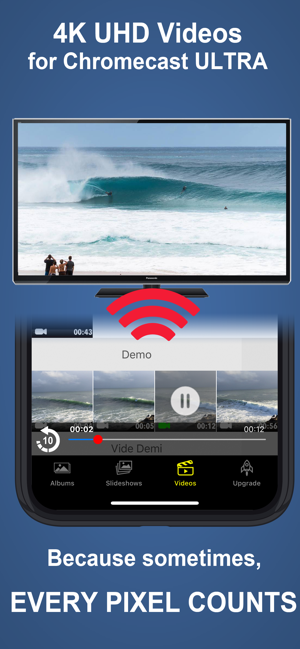 4K UHD Videos
for Chromecast ULTRA
Panasonic
00:43
Demo
00:05
00:12
:56
00:02
00:12
10
Vide Demi
Albums
Slideshows
Videos
Upgrade
Because sometimes,
EVERY PIXEL COUNTS